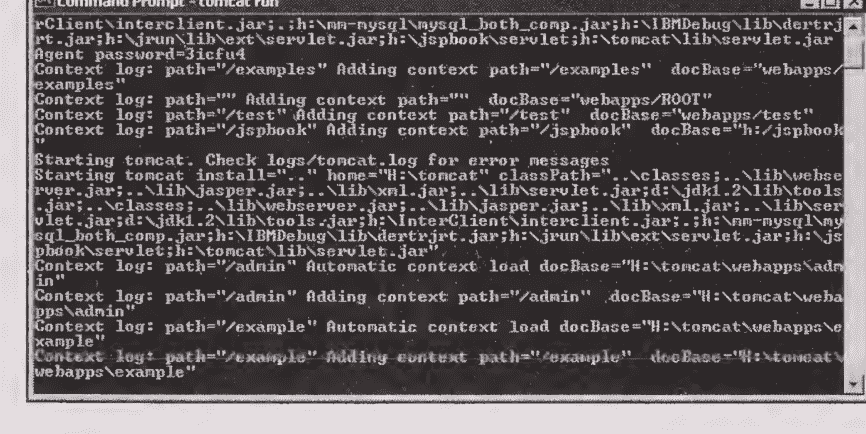 Command Prompt - tomcat run
rClient\interclient.jar;.;h:\mm-mysql\mysql_both_comp.jar;h:\IBMDebug\lib\dertrj
rt.jar;h:\jrun\lib\ext\servlet.jar;h:\jspbook\servlet;h:\tomcat\lib\servlet.jar
Agent password=3icfu4
Context log: path="/examples" Adding context path="/examples"  docBase="webapps/
examples"
Context log: path="" Adding context path=""  docBase="webapps/ROOT"
Context log: path="/test" Adding context path="/test"  docBase="webapps/test"
Context log: path="/jspbook" Adding context path="/jspbook"  docBase="h:/jspbook
"
Starting tomcat. Check logs/tomcat.log for error messages
Starting tomcat install=".." home="H:\tomcat" classPath="..\classes;..\lib\webse
rver.jar;..\lib\jasper.jar;..\lib\xml.jar;..\lib\servlet.jar;d:\jdk1.2\lib\tools
.jar;..\classes;..\lib\webserver.jar;..\lib\jasper.jar;..\lib\xml.jar;..\lib\ser
vlet.jar;d:\jdk1.2\lib\tools.jar;h:\InterClient\interclient.jar;.;h:\mm-mysql\my
sql_both_comp.jar;h:\IBMDebug\lib\dertrjrt.jar;h:\jrun\lib\ext\servlet.jar;h:\js
pbook\servlet;h:\tomcat\lib\servlet.jar"
Context log: path="/admin" Automatic context load docBase="H:\tomcat\webapps\adm
in"
Context log: path="/admin" Adding context path="/admin"  docBase="H:\tomcat\weba
pps\admin"
Context log: path="/example" Automatic context load docBase="H:\tomcat\webapps\e
xample"
Context log: path="/example" Adding context path="/example"  docBase="H:\tomcat\
webapps\example"